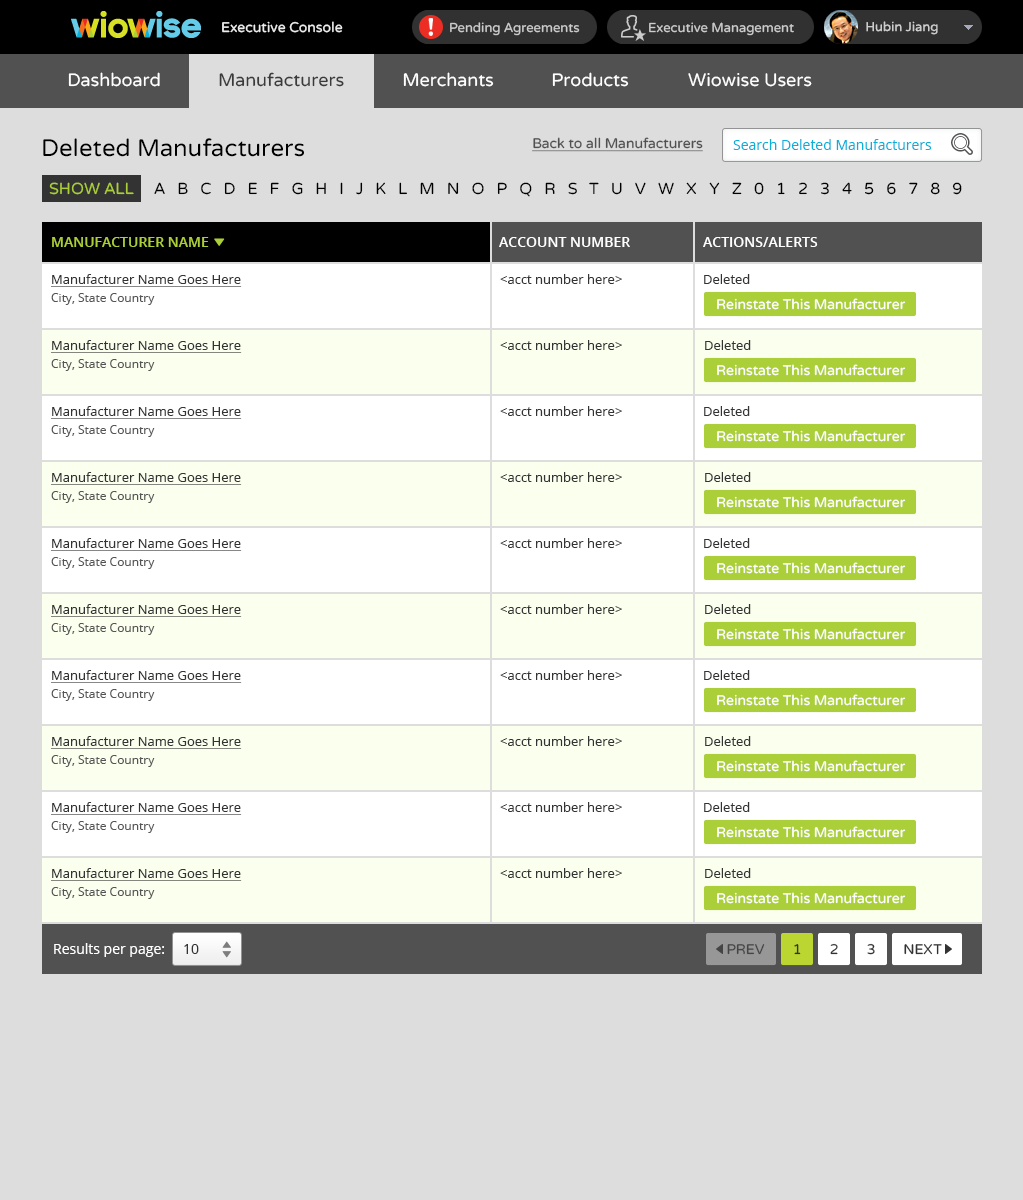 wiowise Executive Console Pending Agreements Executive Management Hubin Jiang
Dashboard Manufacturers Merchants Products Wiowise Users
Deleted Manufacturers Back to all Manufacturers Search Deleted Manufacturers
SHOW ALL A B C D E F G H I J K L M N O P Q R S T U V W X Y Z 0 1 2 3 4 5 6 7 8 9
MANUFACTURER NAME ACCOUNT NUMBER ACTIONS/ALERTS
Manufacturer Name Goes Here <acct number here> Deleted
City, State Country Reinstate This Manufacturer
Manufacturer Name Goes Here <acct number here> Deleted
City, State Country Reinstate This Manufacturer
Manufacturer Name Goes Here <acct number here> Deleted
City, State Country Reinstate This Manufacturer
Manufacturer Name Goes Here <acct number here> Deleted
City, State Country Reinstate This Manufacturer
Manufacturer Name Goes Here <acct number here> Deleted
City, State Country Reinstate This Manufacturer
Manufacturer Name Goes Here <acct number here> Deleted
City, State Country Reinstate This Manufacturer
Manufacturer Name Goes Here <acct number here> Deleted
City, State Country Reinstate This Manufacturer
Manufacturer Name Goes Here <acct number here> Deleted
City, State Country Reinstate This Manufacturer
Manufacturer Name Goes Here <acct number here> Deleted
City, State Country Reinstate This Manufacturer
Manufacturer Name Goes Here <acct number here> Deleted
City, State Country Reinstate This Manufacturer
Results per page: 10 PREV 1 2 3 NEXT